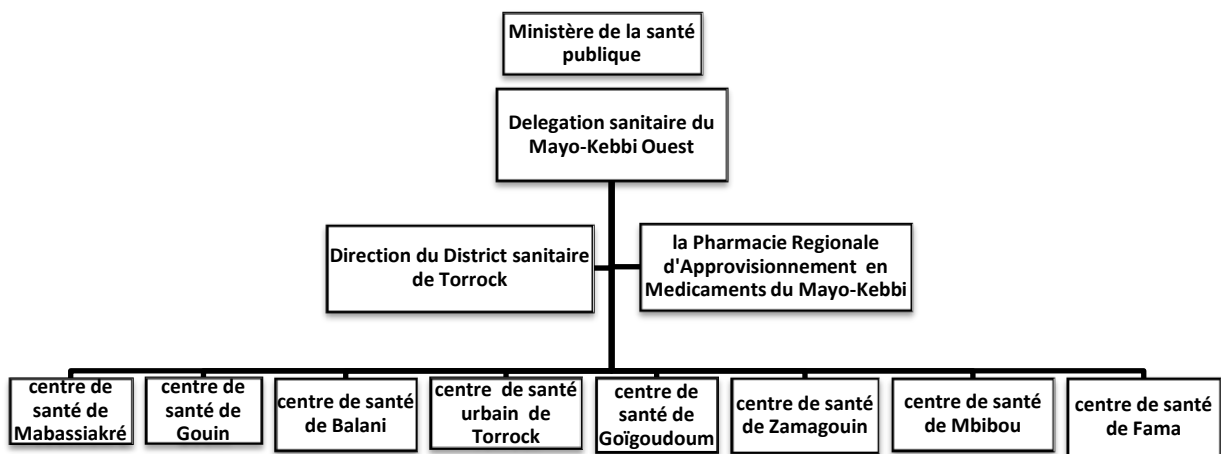 Ministère de la santé
publique
Delegation sanitaire du
Mayo-Kebbi Ouest
Direction du District sanitaire
de Torrock
la Pharmacie Regionale
d'Approvisionnement en
Medicaments du Mayo-Kebbi
centre de
santé de
Mabassiakré
centre de
santé de
Gouin
centre de santé
de Balani
centre de santé
urbain de
Torrock
centre de
santé de
Goïgoudoum
centre de santé
de Zamagouin
centre de santé
de Mbibou
centre de santé
de Fama